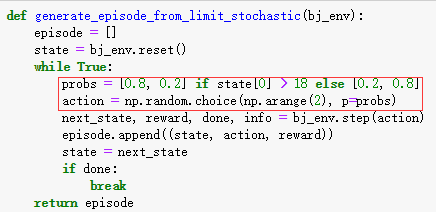 def generate_episode_from_limit_stochastic(bj_env):
    episode = []
    state = bj_env.reset()
    while True:
        probs = [0.8, 0.2] if state[0] > 18 else [0.2, 0.8]
        action = np.random.choice(np.arange(2), p=probs)
        next_state, reward, done, info = bj_env.step(action)
        episode.append((state, action, reward))
        state = next_state
        if done:
            break
    return episode